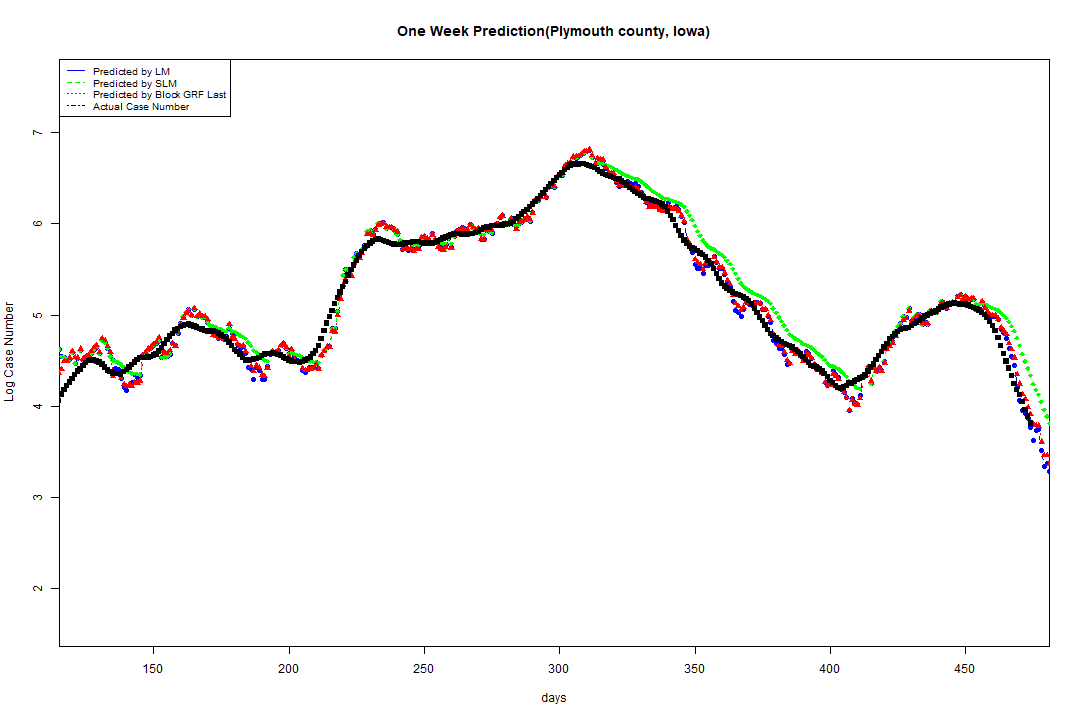 One Week Prediction(Plymouth county, Iowa)
Predicted by LM
Predicted by SLM
Predicted by Block GRF Last
Actual Case Number
Log Case Number
7
6
5
4
3
2
150 200 250 300 350 400 450
days